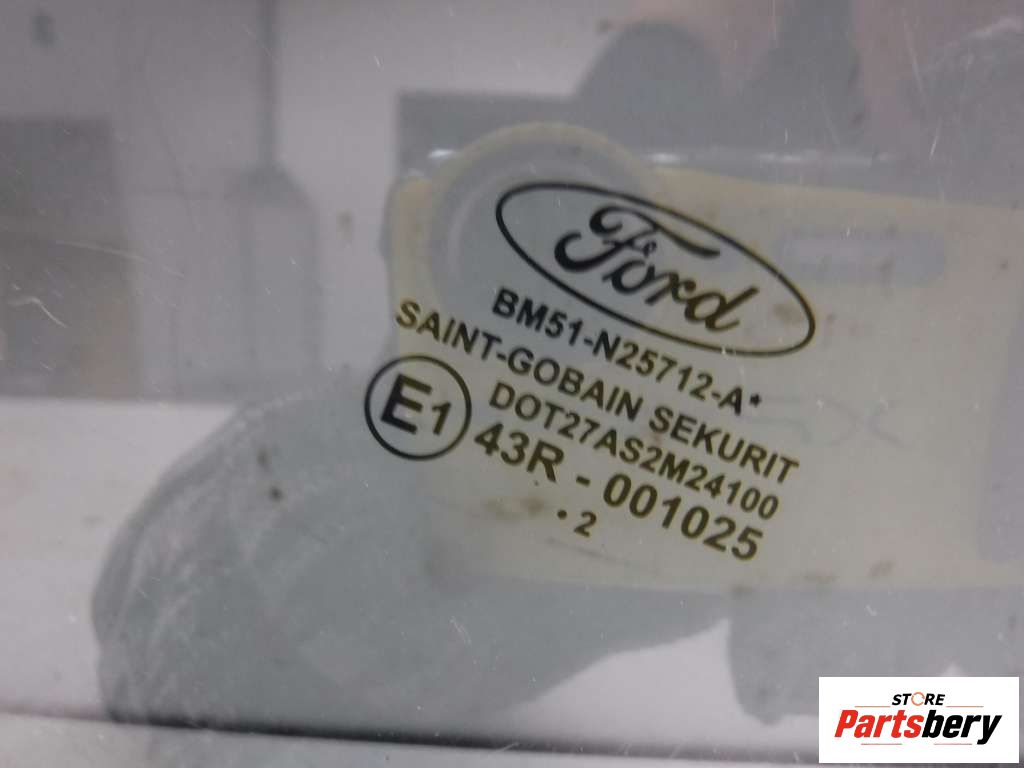 Ford
BM51-N25712-A*
SAINT-GOBAIN SEKURIT
DOT27AS2M24100
E1
43R - 001025
. 2
STORE
Partsbery